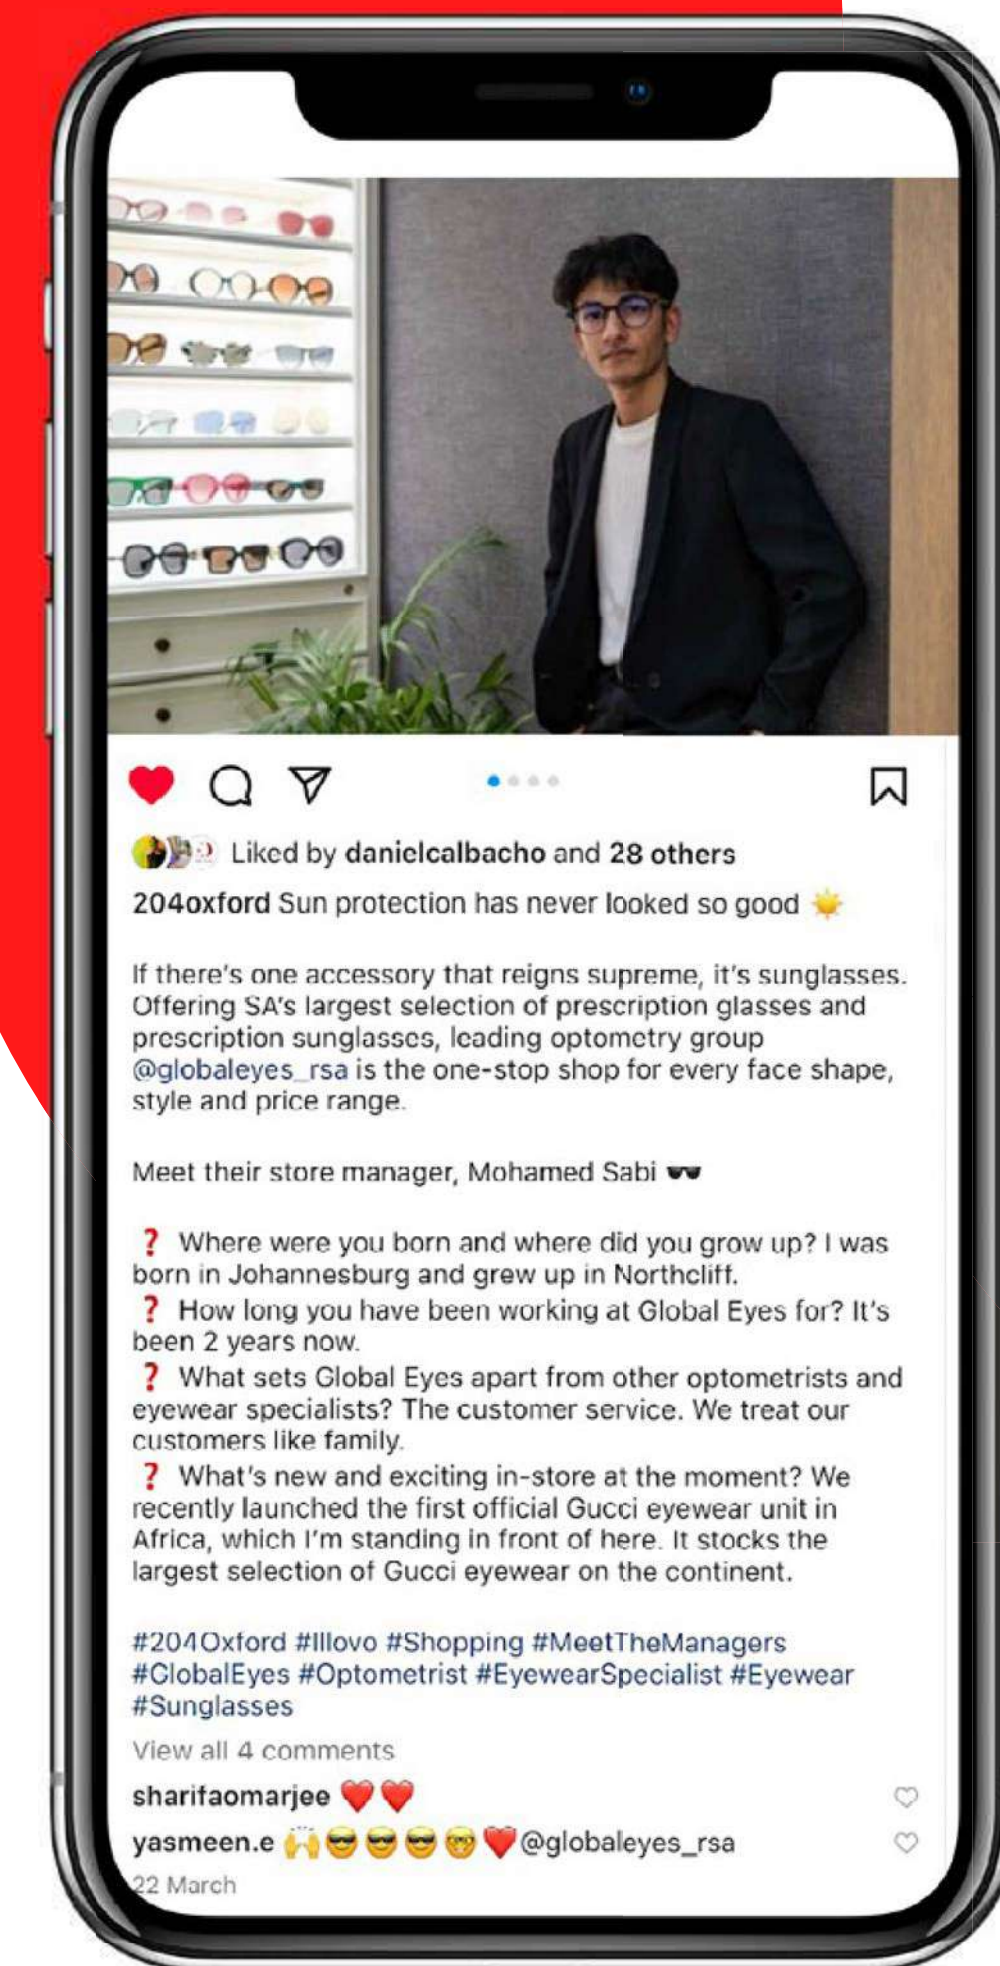 Liked by danielcalbacho and 28 others
204oxford Sun protection has never looked so good ☀️
If there's one accessory that reigns supreme, it's sunglasses.
Offering SA's largest selection of prescription glasses and
prescription sunglasses, leading optometry group
@globaleyes_rsa is the one-stop shop for every face shape,
style and price range.
Meet their store manager, Mohamed Sabi 🕶️
❓ Where were you born and where did you grow up? I was
born in Johannesburg and grew up in Northcliff.
❓ How long you have been working at Global Eyes for? It's
been 2 years now.
❓ What sets Global Eyes apart from other optometrists and
eyewear specialists? The customer service. We treat our
customers like family.
❓ What's new and exciting in-store at the moment? We
recently launched the first official Gucci eyewear unit in
Africa, which I'm standing in front of here. It stocks the
largest selection of Gucci eyewear on the continent.
#204Oxford #Illovo #Shopping #MeetTheManagers
#GlobalEyes #Optometrist #EyewearSpecialist #Eyewear
#Sunglasses
View all 4 comments
sharifaomarjee ❤️❤️
yasmeen.e 🙌😎😎😎🤓❤️@globaleyes_rsa
22 March